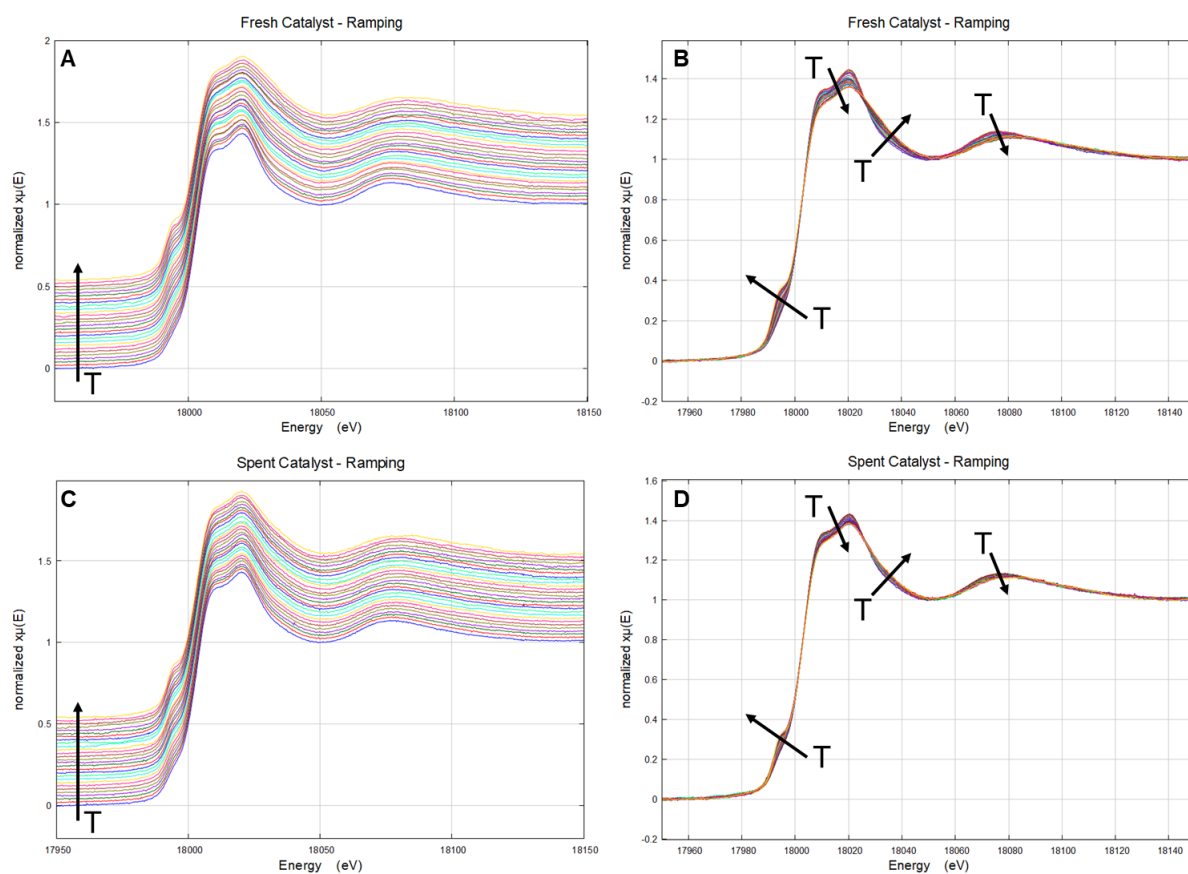 Fresh Catalyst - Ramping
A
2
1.5
1
0.5
0
normalized xμ(E)
T
18000
18050
18100
18150
Energy (eV)
Fresh Catalyst - Ramping
B
T
T
T
T
1.4
1.2
1
0.8
0.6
0.4
0.2
0
-0.2
normalized xμ(E)
17960
17980
18000
18020
18040
18060
18080
18100
18120
18140
Energy (eV)
Spent Catalyst - Ramping
C
1.5
1
0.5
0
normalized xμ(E)
T
17950
18000
18050
18100
18150
Energy (eV)
Spent Catalyst - Ramping
D
T
T
T
T
1.6
1.4
1.2
1
0.8
0.6
0.4
0.2
0
-0.2
normalized xμ(E)
17960
17980
18000
18020
18040
18060
18080
18100
18120
18140
Energy (eV)